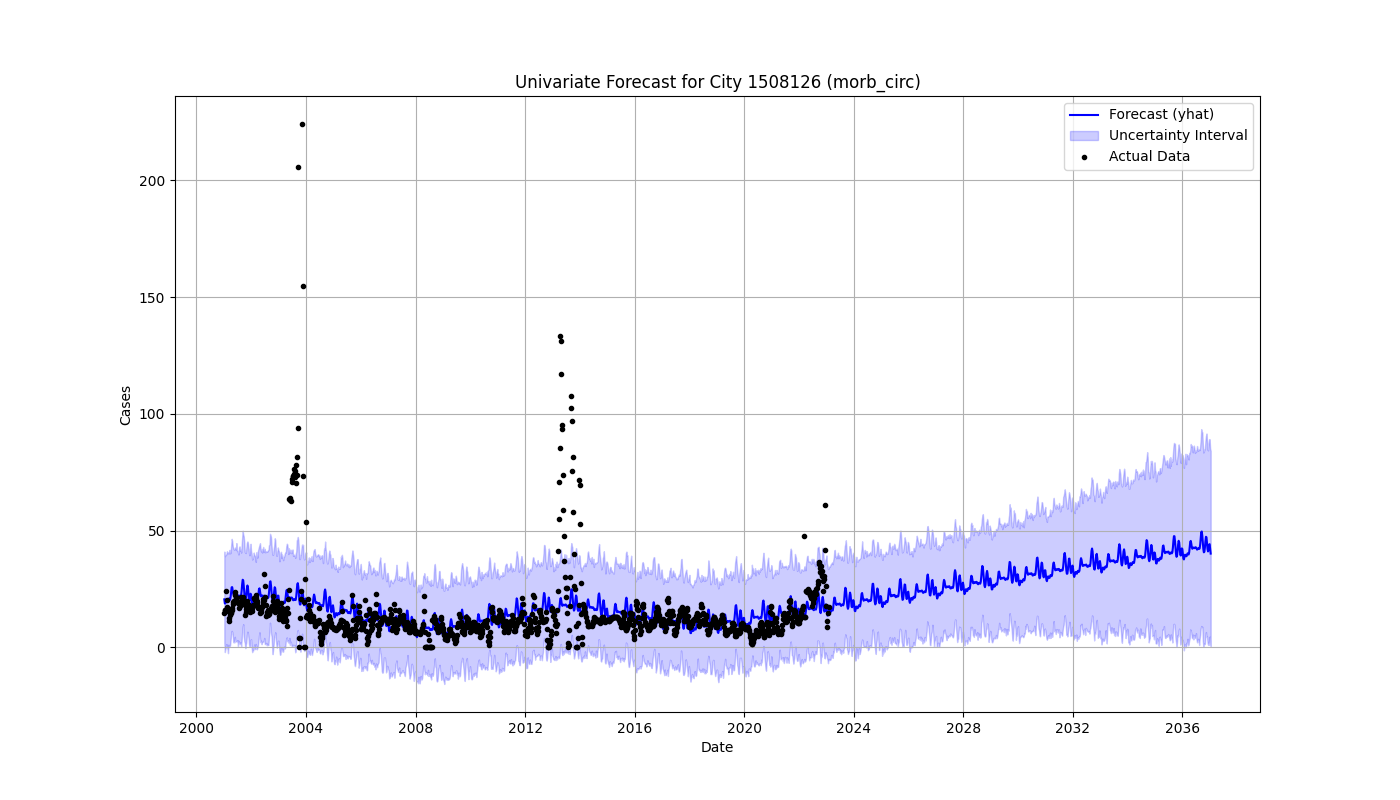 Univariate Forecast for City 1508126 (morb_circ)
Forecast (yhat)
Uncertainty Interval
Actual Data
Cases
200
150
100
50
0
2000 2004 2008 2012 2016 2020 2024 2028 2032 2036
Date